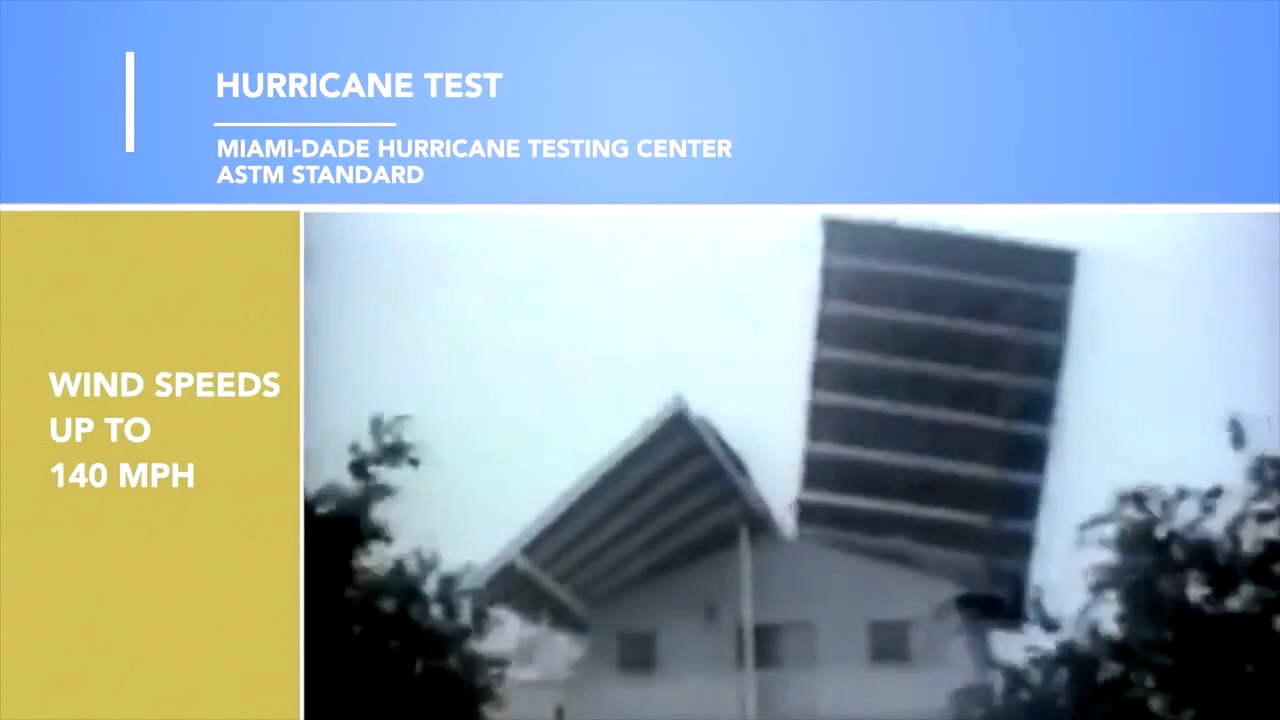 HURRICANE TEST
MIAMI-DADE HURRICANE TESTING CENTER
ASTM STANDARD
WIND SPEEDS
UP TO
140 MPH